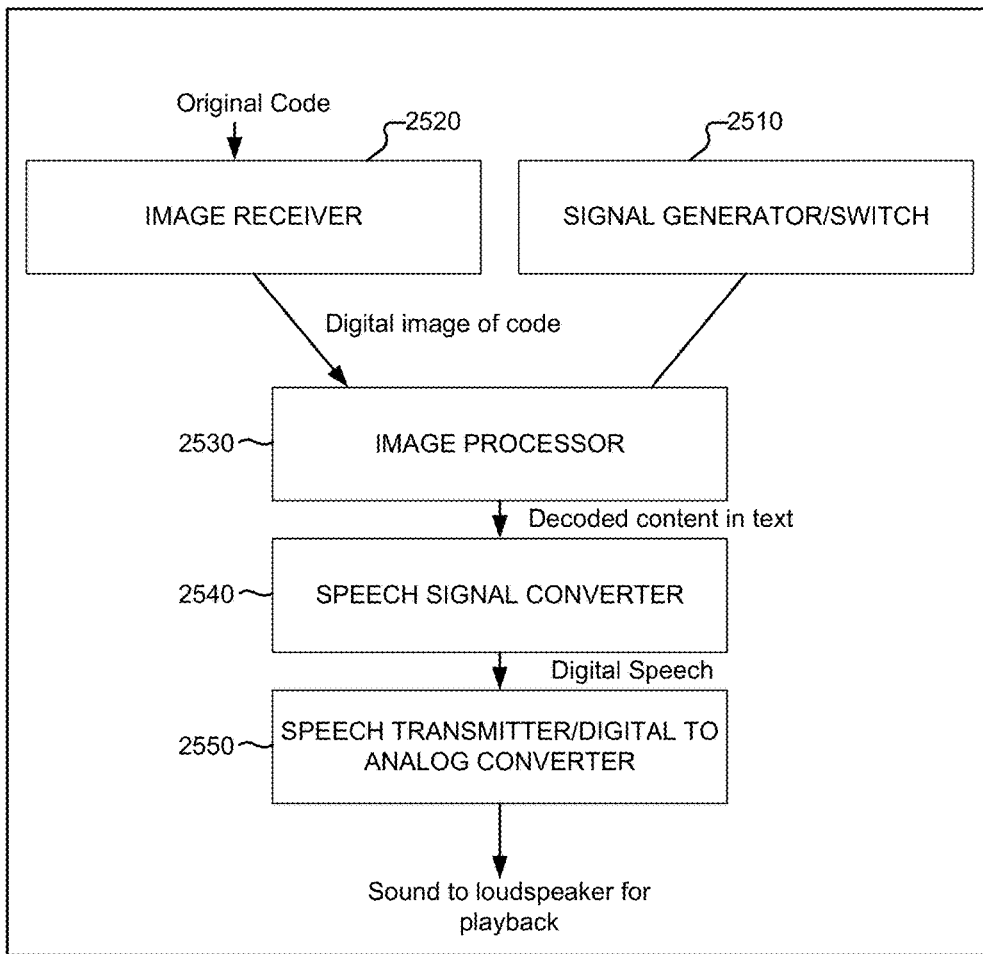 Original Code
2520
2510
IMAGE RECEIVER
SIGNAL GENERATOR/SWITCH
Digital image of code
2530
IMAGE PROCESSOR
Decoded content in text
2540
SPEECH SIGNAL CONVERTER
Digital Speech
2550
SPEECH TRANSMITTER/DIGITAL TO
ANALOG CONVERTER
Sound to loudspeaker for
playback